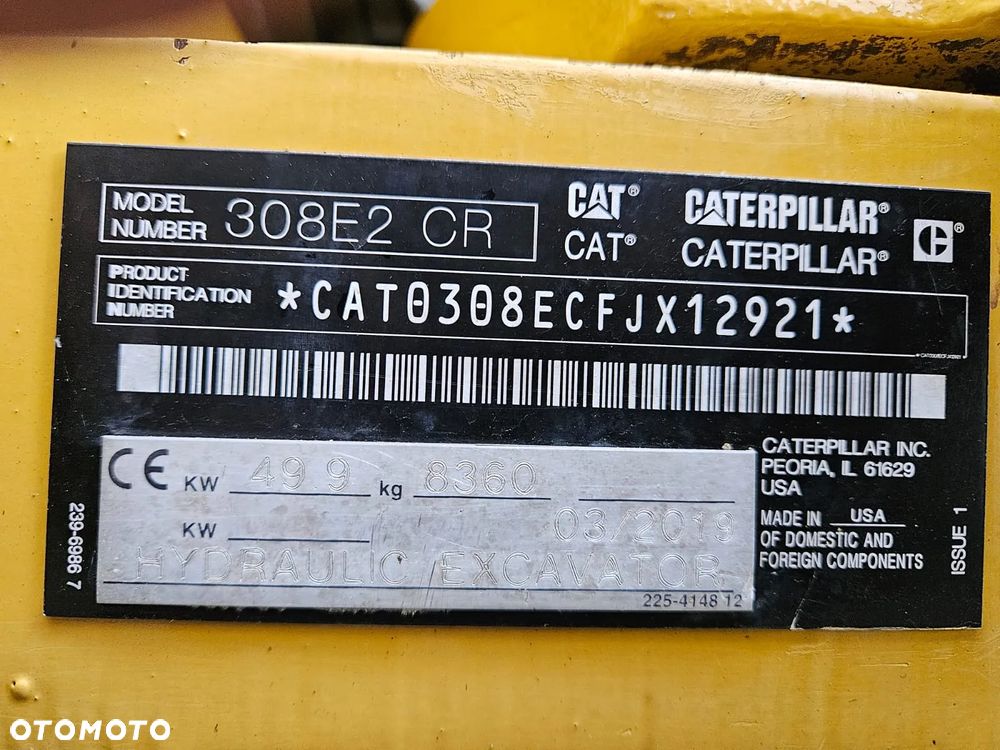 MODEL
NUMBER 308E2 CR
CAT® CATERPILLAR®
CAT® CATERPILLAR®
C®
PRODUCT
IDENTIFICATION
NUMBER
*CAT0308ECFJX12921*
*CAT0308ECFJX12921*
CE KW 49.9 kg 8360
KW 03/2019
HYDRAULIC EXCAVATOR
225-4148 12
CATERPILLAR INC.
PEORIA, IL 61629
USA
MADE IN USA
OF DOMESTIC AND
FOREIGN COMPONENTS
ISSUE 1
239-6986 7
OTOMOTO